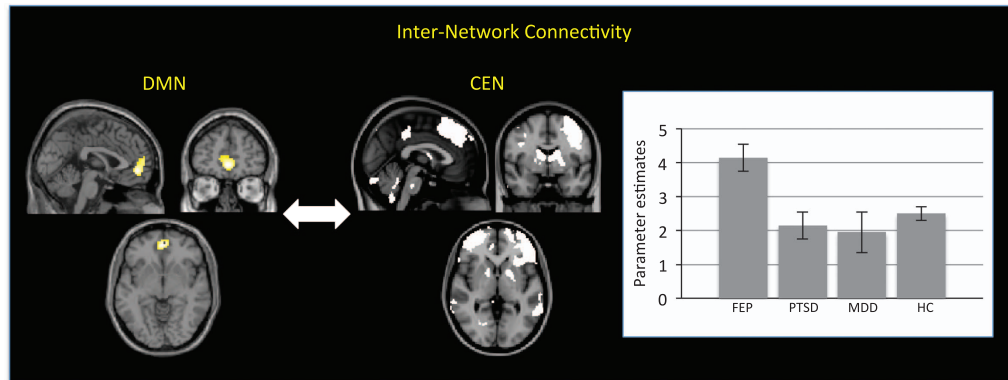 Inter-Network Connectivity
DMN
CEN
Parameter estimates
5
4
3
2
1
0
FEP PTSD MDD HC